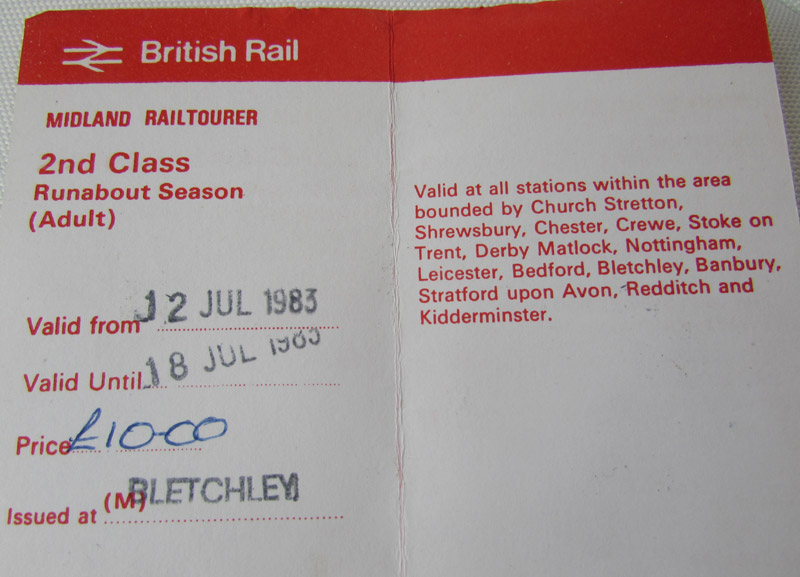 British Rail
MIDLAND RAILTOURER
2nd Class
Runabout Season
(Adult)
Valid from 12 JUL 1983
Valid Until 18 JUL 1983
Price £10-00
Issued at (M) BLETCHLEY
Valid at all stations within the area
bounded by Church Stretton,
Shrewsbury, Chester, Crewe, Stoke on
Trent, Derby Matlock, Nottingham,
Leicester, Bedford, Bletchley, Banbury,
Stratford upon Avon, Redditch and
Kidderminster.